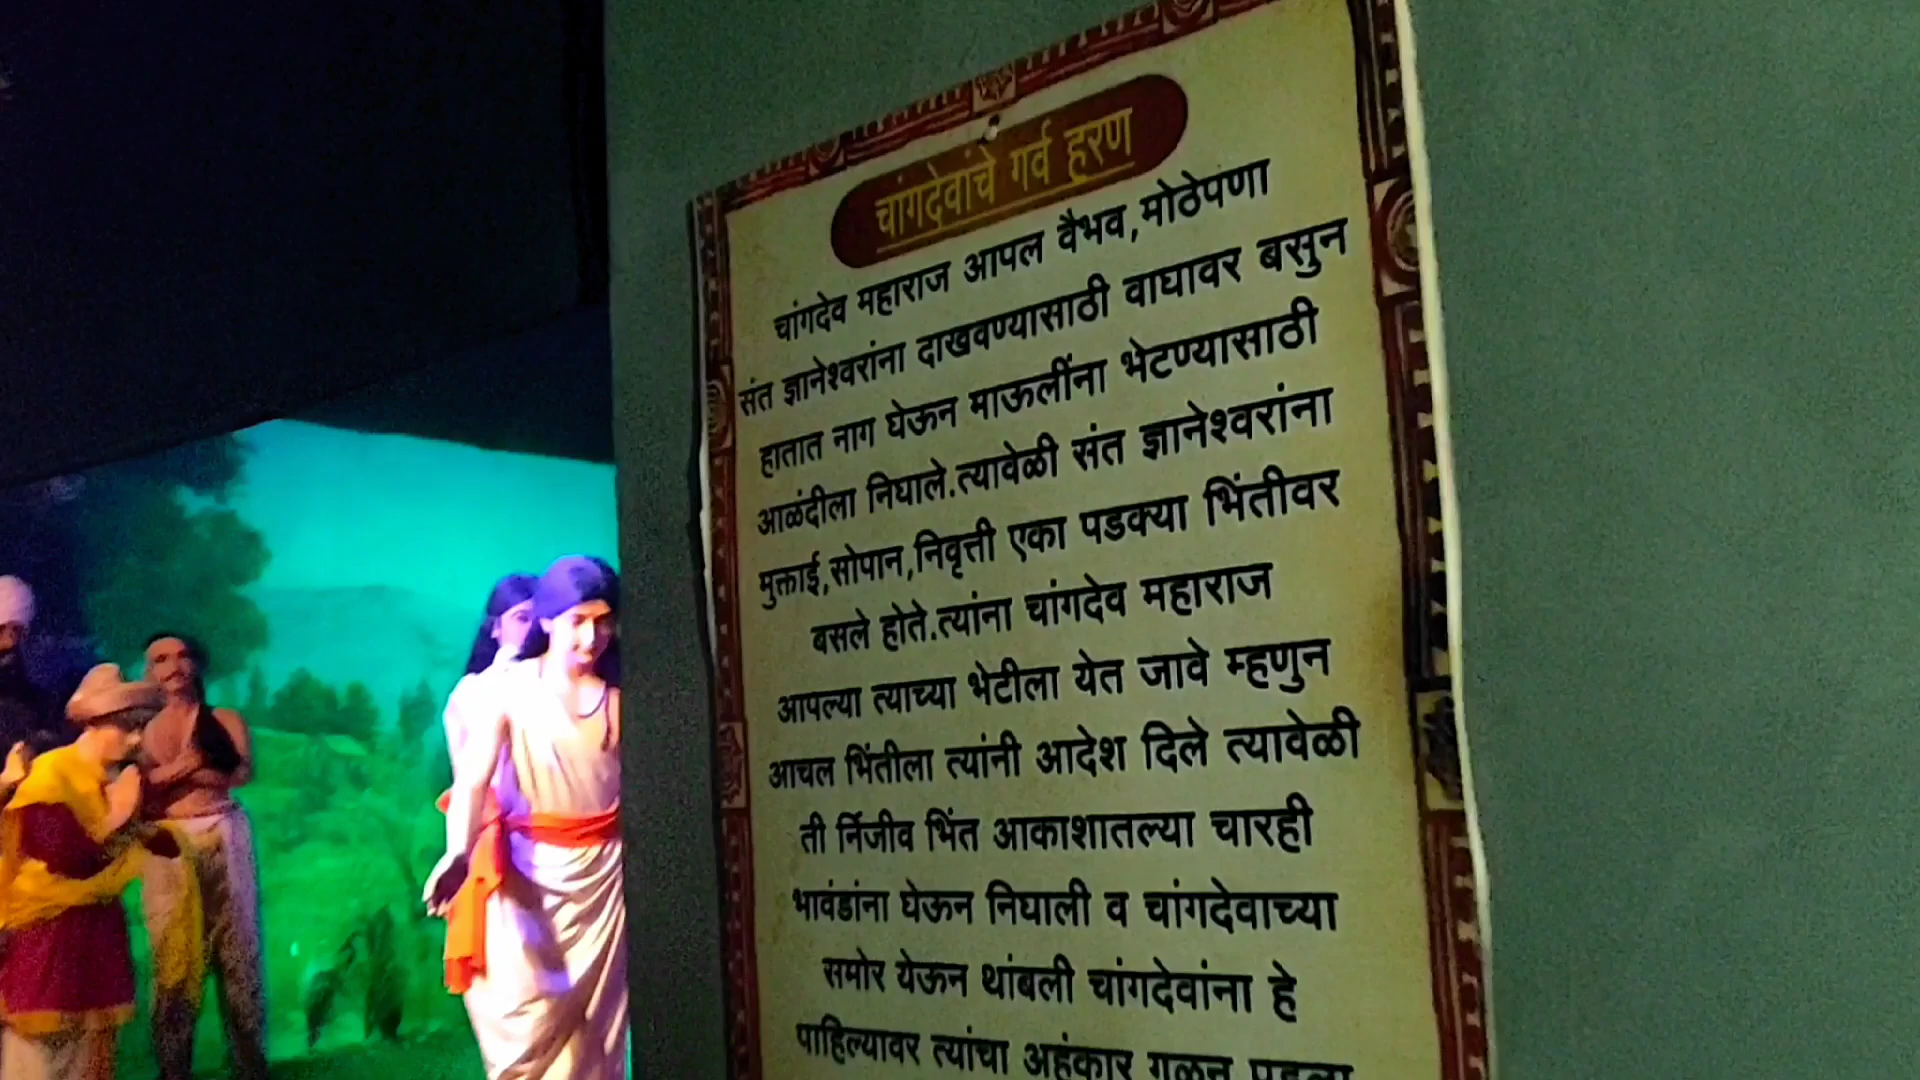 चांगदेवांचे गर्व हरण
चांगदेव महाराज आपल वैभव,मोठेपणा
संत ज्ञानेश्वरांना दाखवण्यासाठी वाघावर बसुन
हातात नाग घेऊन माऊलींना भेटण्यासाठी
आळंदीला निघाले.त्यावेळी संत ज्ञानेश्वरांना
मुक्ताई,सोपान,निवृत्ती एका पडक्या भिंतीवर
बसले होते.त्यांना चांगदेव महाराज
आपल्या त्याच्या भेटीला येत जावे म्हणुन
आचल भिंतीला त्यांनी आदेश दिले त्यावेळी
ती र्निजीव भिंत आकाशातल्या चारही
भावंडांना घेऊन निघाली व चांगदेवाच्या
समोर येऊन थांबली चांगदेवांना हे
पाहिल्यावर त्यांचा अहंकार गळून पडला